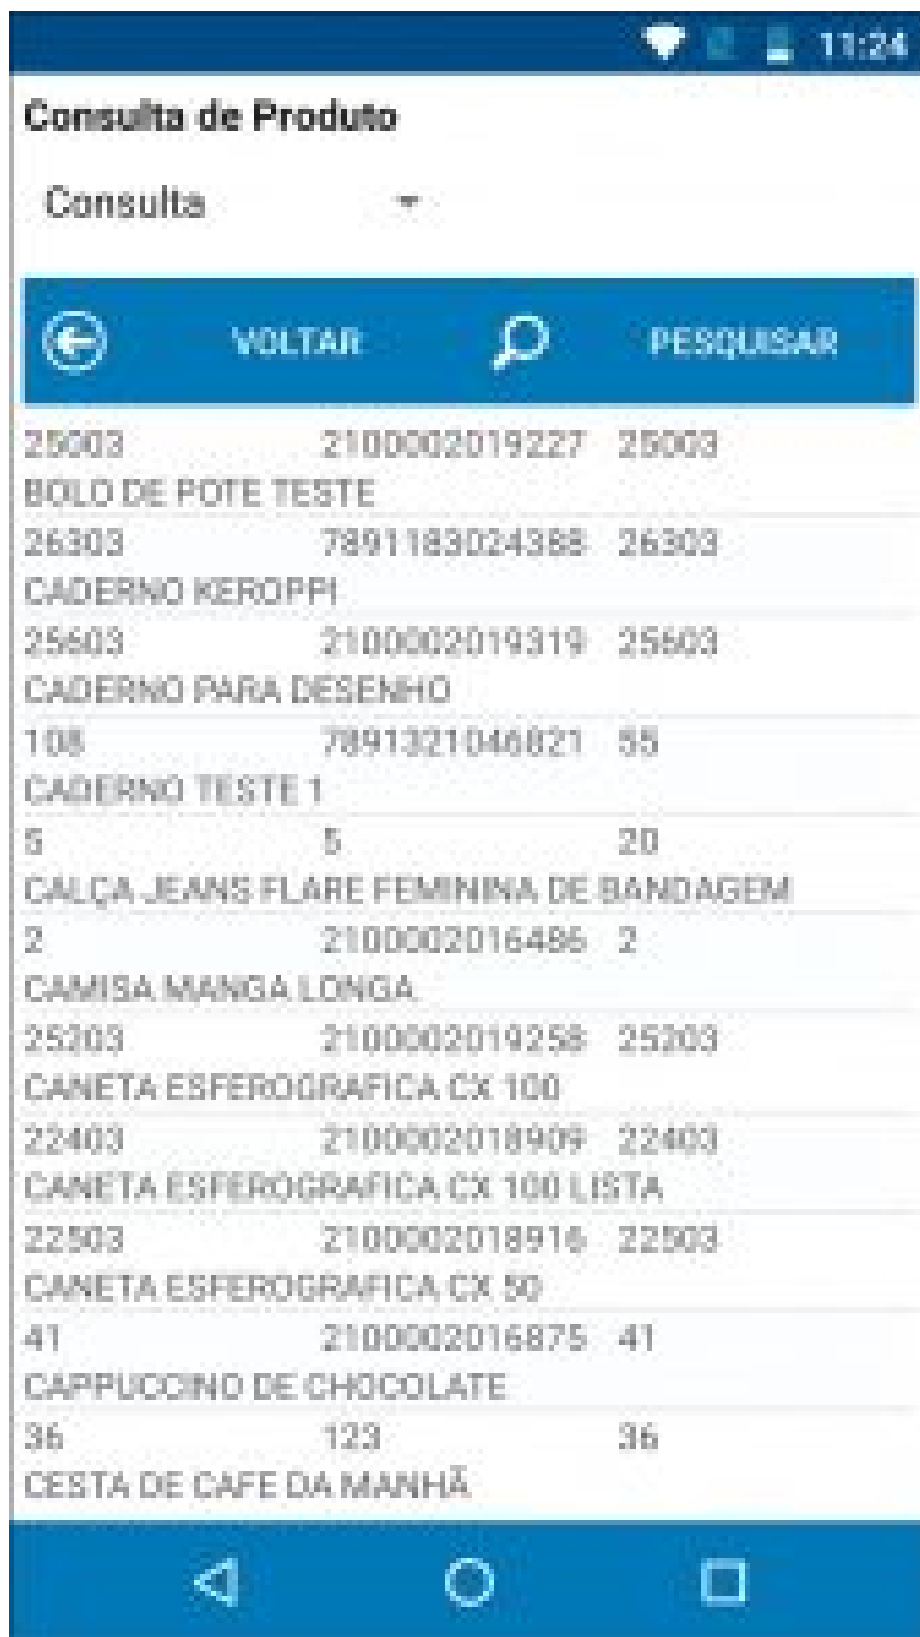 11:24
Consulta de Produto
Consulta
VOLTAR PESQUISAR
25003 2100002019227 25003
BOLO DE POTE TESTE
26303 7891183024388 26303
CADERNO KEROPPI
25603 2100002019319 25603
CADERNO PARA DESENHO
108 7891321046821 55
CADERNO TESTE 1
5 5 20
CALÇA JEANS FLARE FEMININA DE BANDAGEM
2 2100002016486 2
CAMISA MANGA LONGA
25203 2100002019258 25203
CANETA ESFEROGRAFICA CX 100
22403 2100002018909 22403
CANETA ESFEROGRAFICA CX 100 LISTA
22503 2100002018916 22503
CANETA ESFEROGRAFICA CX 50
41 2100002016875 41
CAPPUCCINO DE CHOCOLATE
36 123 36
CESTA DE CAFE DA MANHÃ